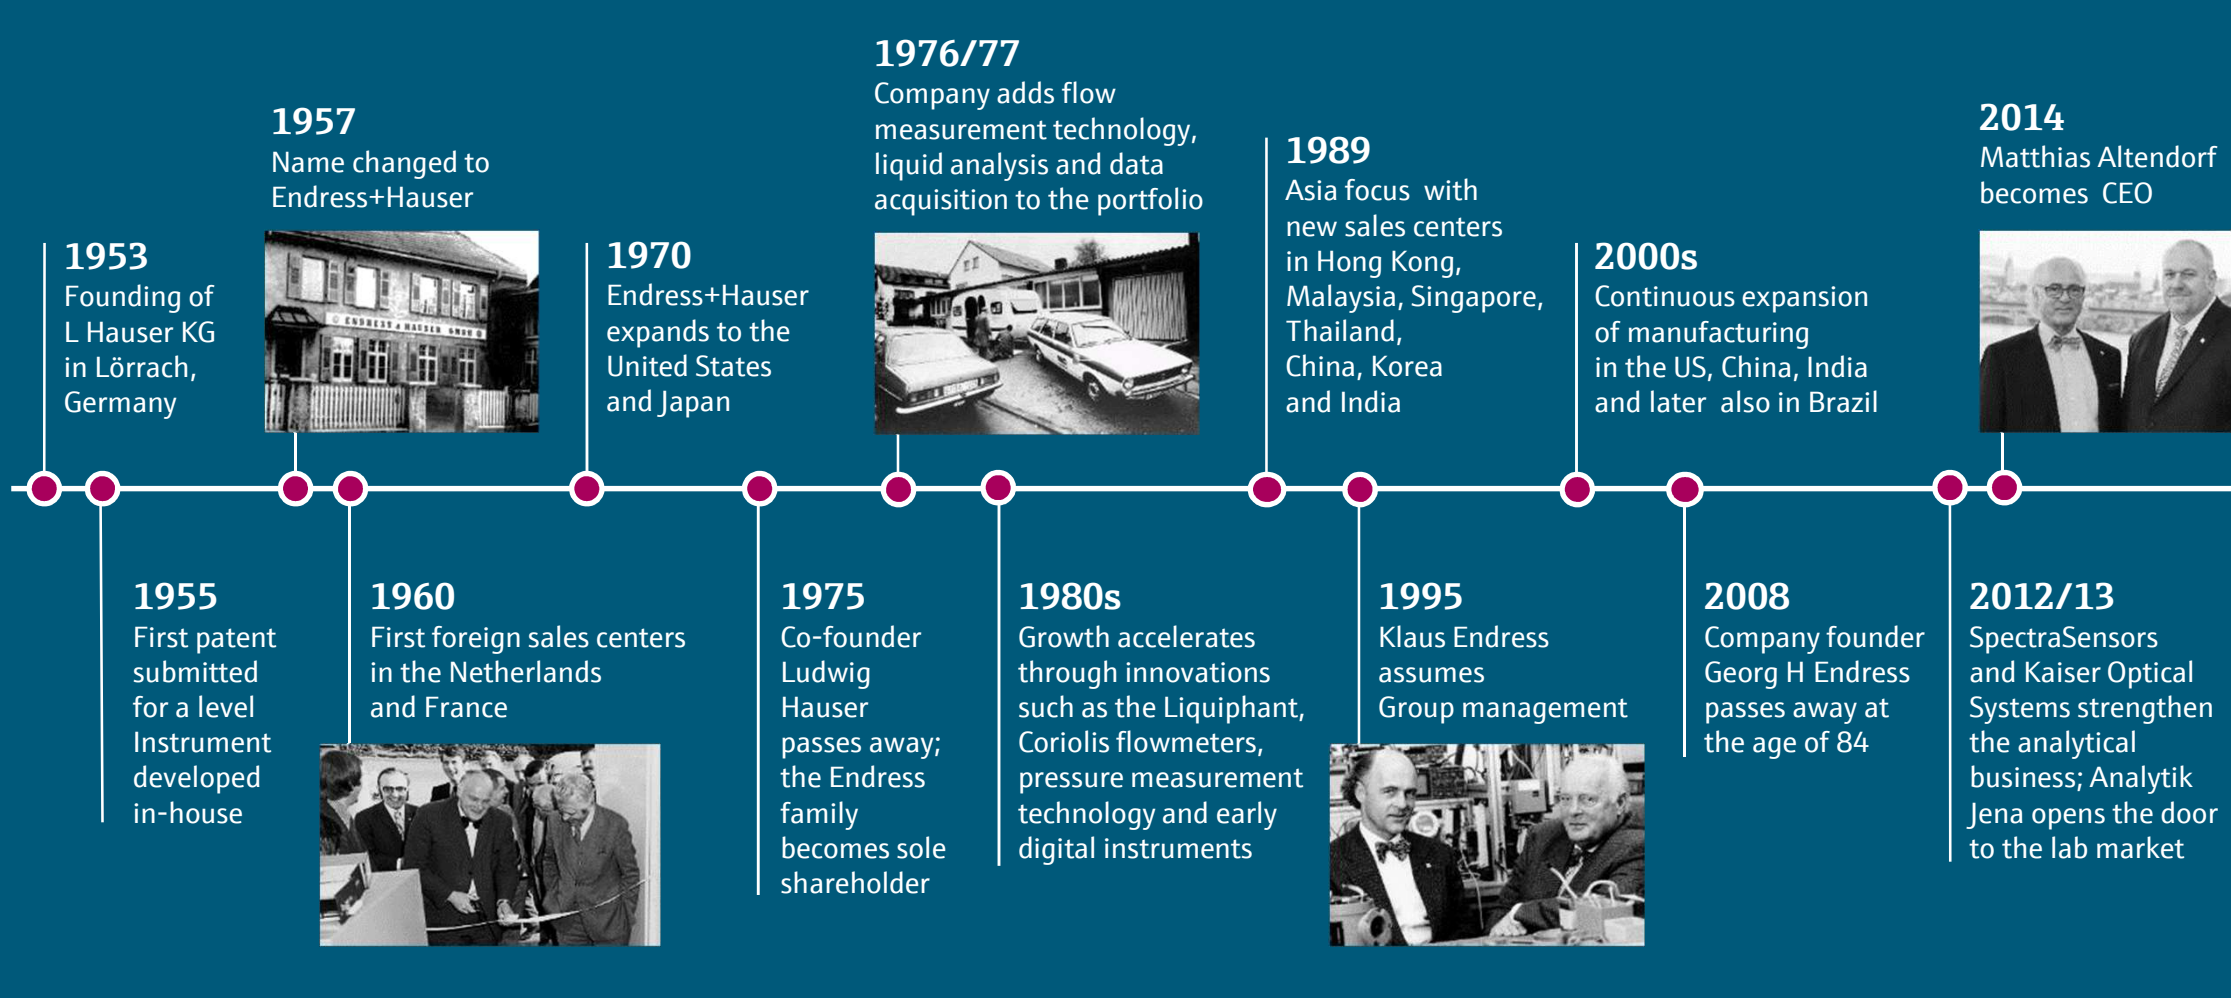 1953
Founding of
L Hauser KG
in Lörrach,
Germany
1955
First patent
submitted
for a level
Instrument
developed
in-house
1957
Name changed to
Endress+Hauser
ENDRESS & HAUSER GMBH
1960
First foreign sales centers
in the Netherlands
and France
1970
Endress+Hauser
expands to the
United States
and Japan
1975
Co-founder
Ludwig
Hauser
passes away;
the Endress
family
becomes sole
shareholder
1976/77
Company adds flow
measurement technology,
liquid analysis and data
acquisition to the portfolio
1980s
Growth accelerates
through innovations
such as the Liquiphant,
Coriolis flowmeters,
pressure measurement
technology and early
digital instruments
1989
Asia focus with
new sales centers
in Hong Kong,
Malaysia, Singapore,
Thailand,
China, Korea
and India
1995
Klaus Endress
assumes
Group management
2000s
Continuous expansion
of manufacturing
in the US, China, India
and later also in Brazil
2008
Company founder
Georg H Endress
passes away at
the age of 84
2012/13
SpectraSensors
and Kaiser Optical
Systems strengthen
the analytical
business; Analytik
Jena opens the door
to the lab market
2014
Matthias Altendorf
becomes CEO